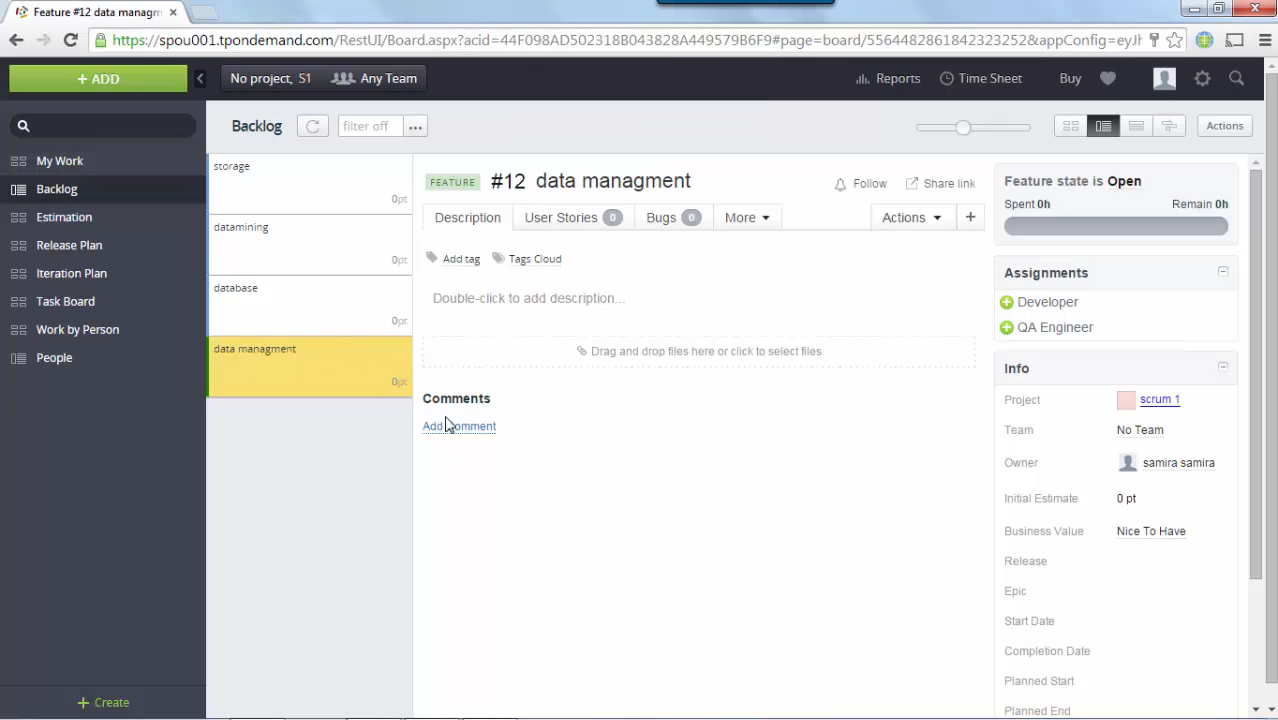 Feature #12 data managm
https://spou001.tpondemand.com/RestUI/Board.aspx?acid=44F098AD502318B043828A449579B6F9#page=board/5564482861842323252&appConfig=eyJh
+ ADD
No project, S1 Any Team
Reports Time Sheet Buy
Backlog filter off ... Actions
My Work
Backlog
Estimation
Release Plan
Iteration Plan
Task Board
Work by Person
People
+ Create
storage
0pt
datamining
0pt
database
0pt
data managment
0pt
FEATURE #12 data managment
Follow Share link
Description User Stories 0 Bugs 0 More Actions +
Add tag Tags Cloud
Double-click to add description...
Drag and drop files here or click to select files
Comments
Add comment
Feature state is Open
Spent 0h Remain 0h
Assignments
Developer
QA Engineer
Info
Project scrum 1
Team No Team
Owner samira samira
Initial Estimate 0 pt
Business Value Nice To Have
Release
Epic
Start Date
Completion Date
Planned Start
Planned End